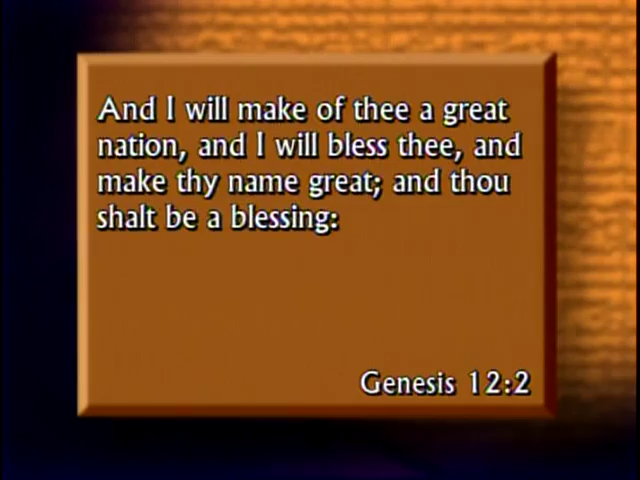 And I will make of thee a great
nation, and I will bless thee, and
make thy name great; and thou
shalt be a blessing:
Genesis 12:2